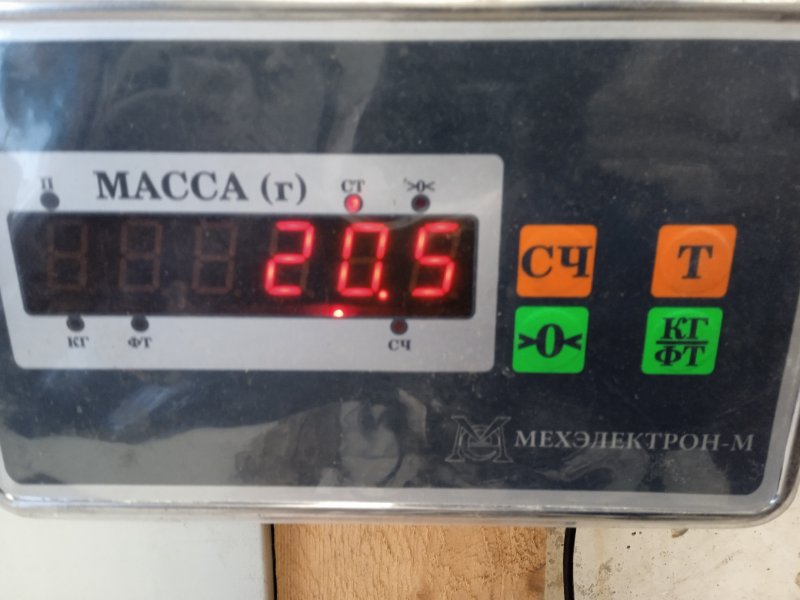 П МАССА (г) СТ >0<
20.5
КГ ФТ СЧ
СЧ Т
>0< КГ
ФТ
МЕХЭЛЕКТРОН-М